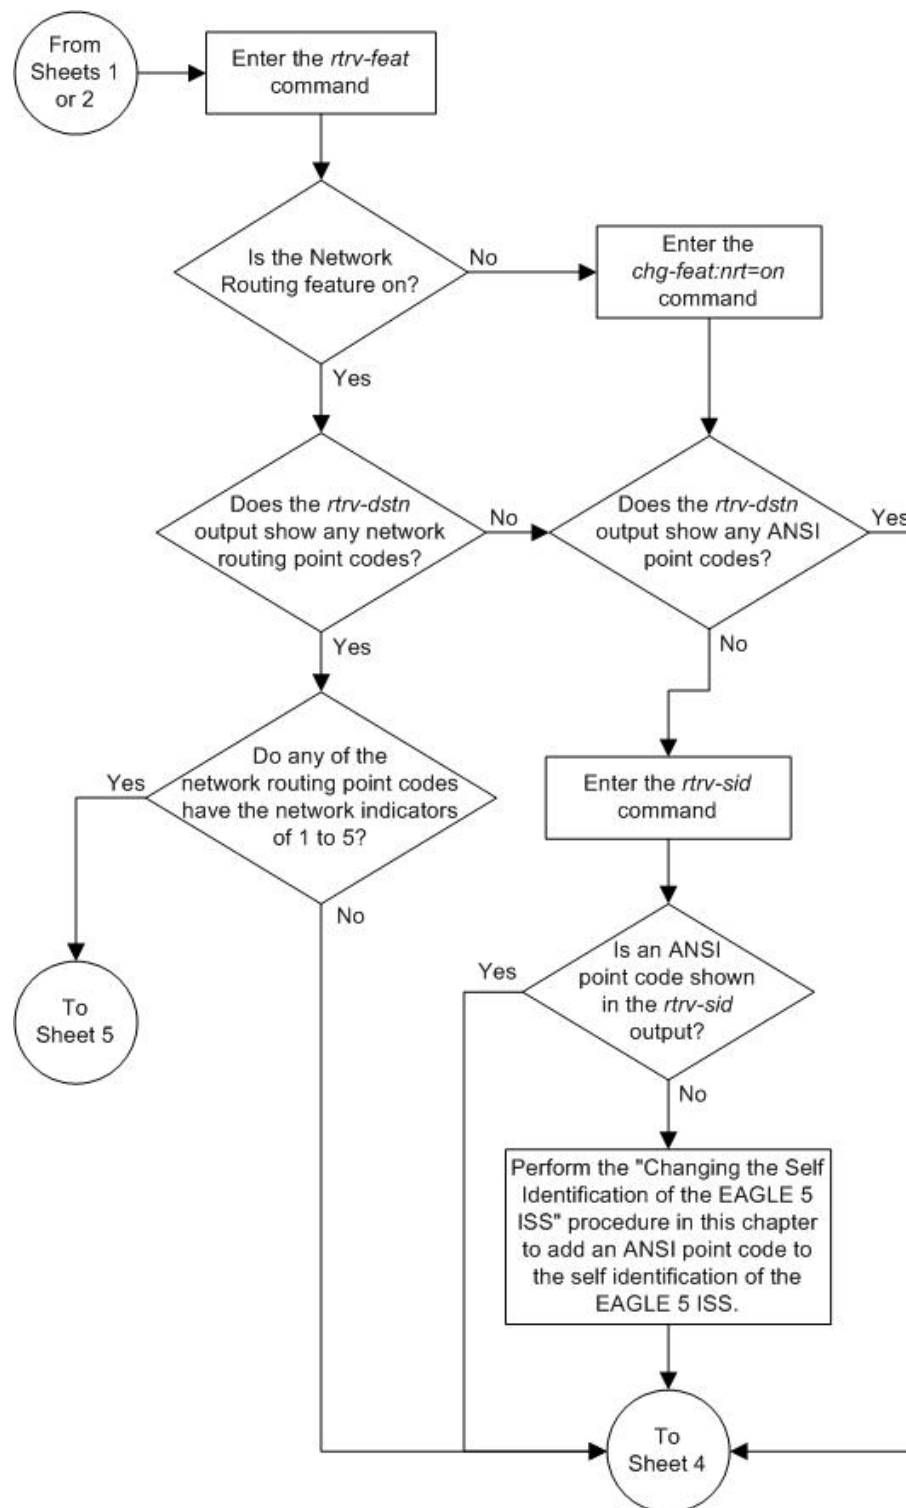 From
Sheets 1
or 2
Enter the rtrv-feat
command
Is the Network
Routing feature on?
No
Enter the
chg-feat:nrt=on
command
Yes
Does the rtrv-dstn
output show any network
routing point codes?
No
Does the rtrv-dstn
output show any ANSI
point codes?
Yes
Yes
No
Do any of the
network routing point codes
have the network indicators
of 1 to 5?
Yes
No
Enter the rtrv-sid
command
To
Sheet 5
Is an ANSI
point code shown
in the rtrv-sid
output?
Yes
No
Perform the "Changing the Self
Identification of the EAGLE 5
ISS" procedure in this chapter
to add an ANSI point code to
the self identification of the
EAGLE 5 ISS.
To
Sheet 4